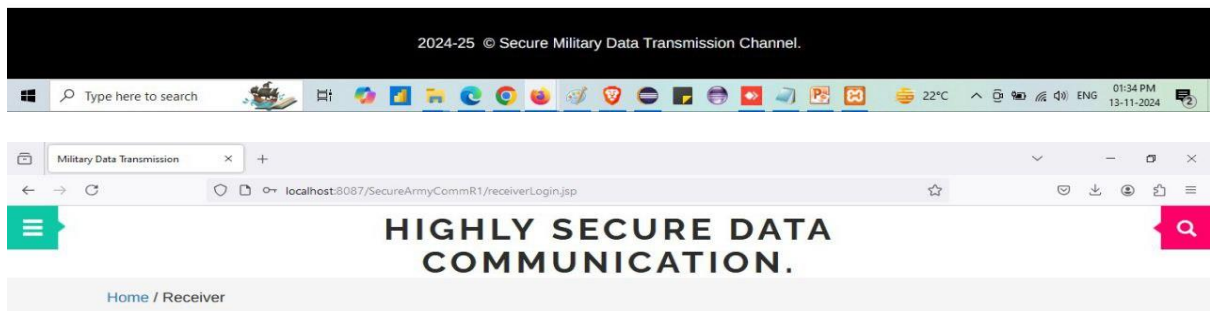 2024-25 © Secure Military Data Transmission Channel.
Type here to search
22°C
ENG
01:34 PM
13-11-2024
2
Military Data Transmission
localhost:8087/SecureArmyCommR1/receiverLogin.jsp
HIGHLY SECURE DATA
COMMUNICATION.
Home / Receiver